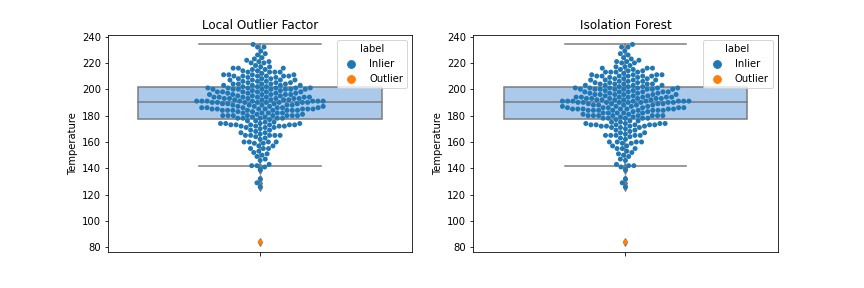 Local Outlier Factor
240
220
200
180
160
140
120
100
80
Temperature
label
Inlier
Outlier
Isolation Forest
240
220
200
180
160
140
120
100
80
Temperature
label
Inlier
Outlier